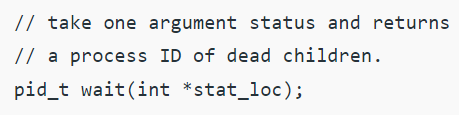 // take one argument status and returns
// a process ID of dead children.
pid_t wait(int *stat_loc);